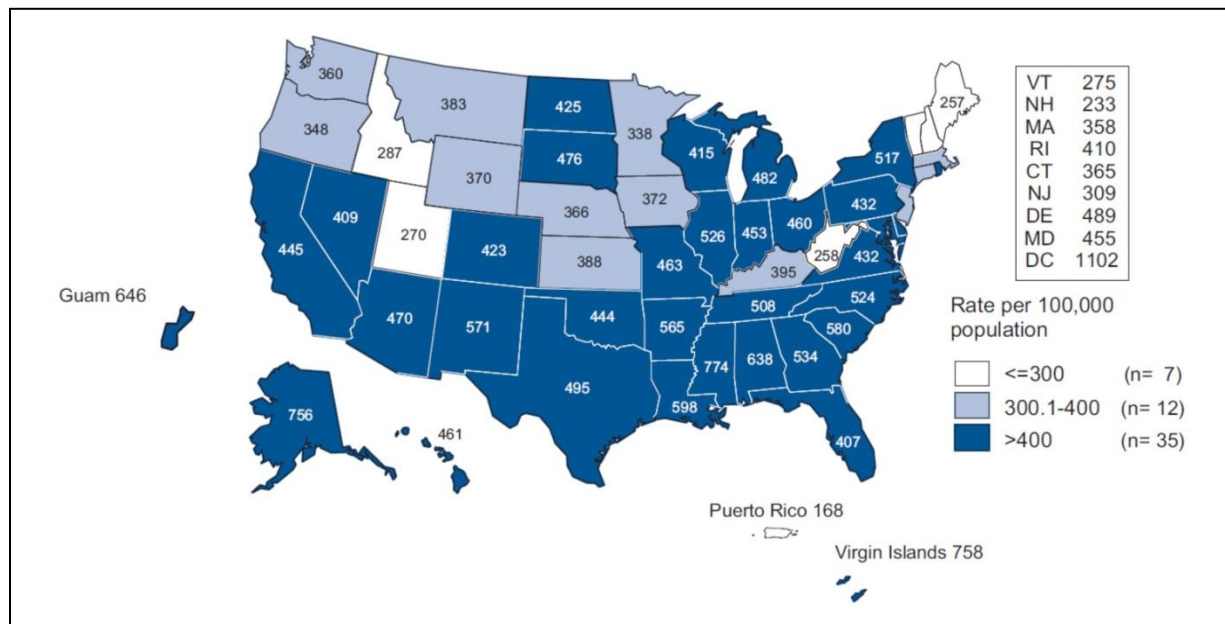 360
383
425
338
257
348
287
370
476
415
482
517
409
270
366
372
432
445
423
388
526
453
460
258
432
463
395
470
571
444
565
508
524
580
495
774
638
534
598
407
756
461
Guam 646
Puerto Rico 168
Virgin Islands 758
VT 275
NH 233
MA 358
RI 410
CT 365
NJ 309
DE 489
MD 455
DC 1102
Rate per 100,000
population
<=300 (n= 7)
300.1-400 (n= 12)
>400 (n= 35)